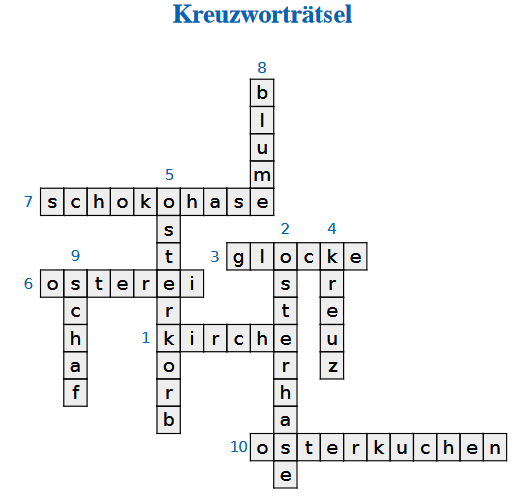 Kreuzworträtsel
8
b
l
u
5 m
7 schokohase
s 2 4
9 t 3 glocke
6 osterei s r
c r t e
h 1 kirche u
a o r z
f r h
b a
10 osterkuchen
e